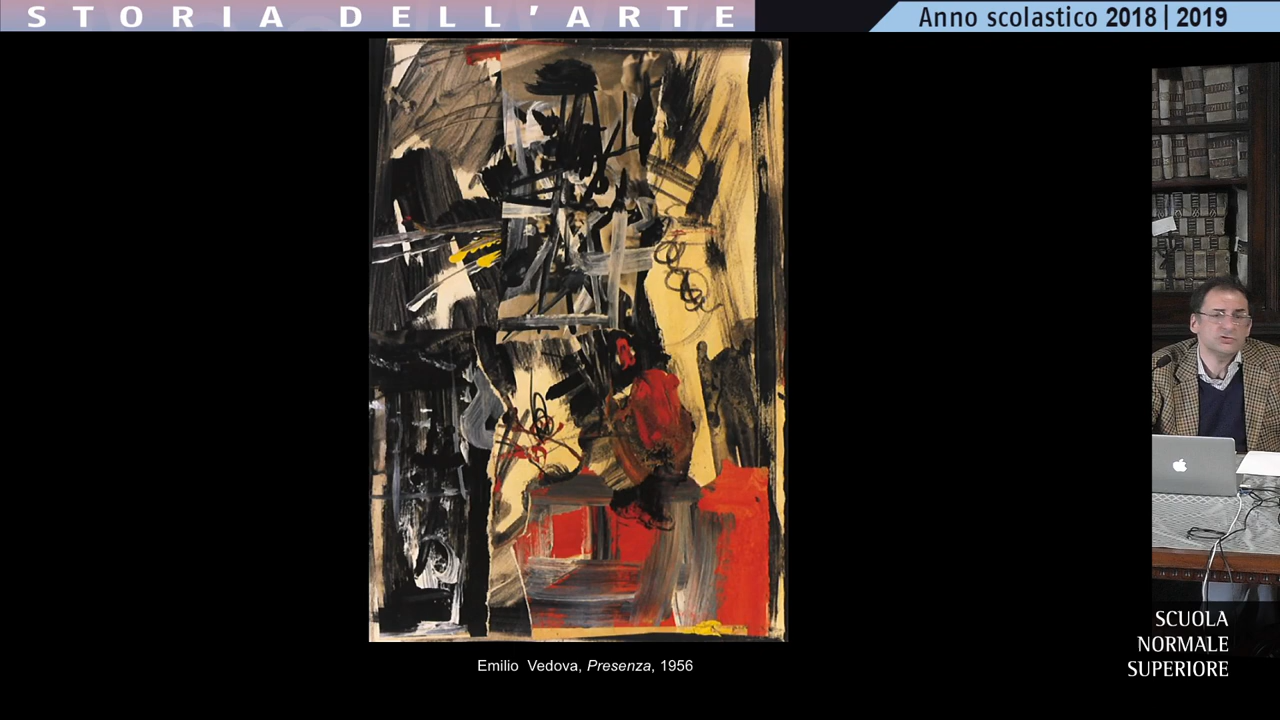 STORIA DELL'ARTE
Anno scolastico 2018|2019
Emilio Vedova, Presenza, 1956
SCUOLA
NORMALE
SUPERIORE